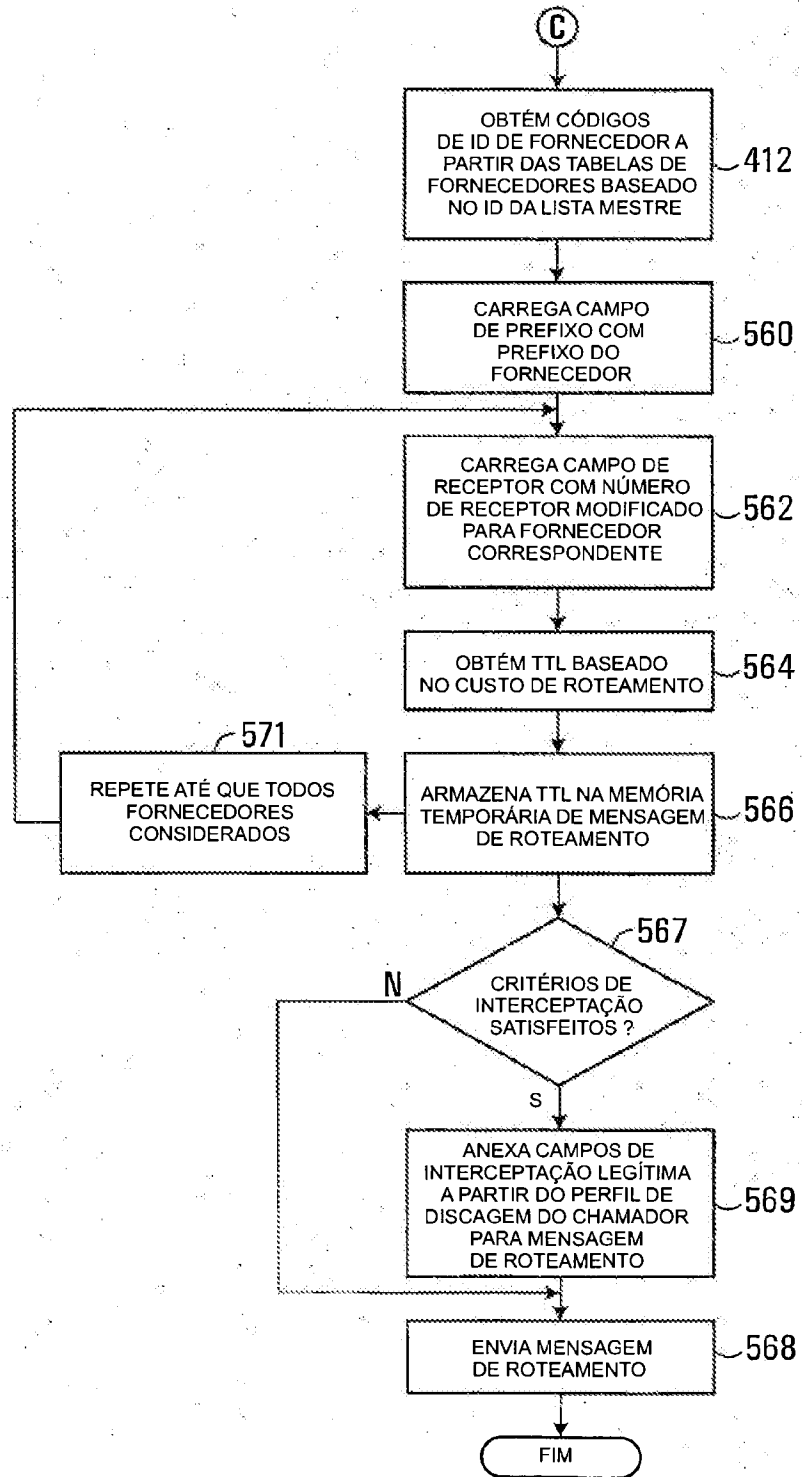 C
OBTÉM CÓDIGOS
DE ID DE FORNECEDOR A
PARTIR DAS TABELAS DE
FORNECEDORES BASEADO
NO ID DA LISTA MESTRE
412
CARREGA CAMPO
DE PREFIXO COM
PREFIXO DO
FORNECEDOR
560
CARREGA CAMPO DE
RECEPTOR COM NÚMERO
DE RECEPTOR MODIFICADO
PARA FORNECEDOR
CORRESPONDENTE
562
OBTÉM TTL BASEADO
NO CUSTO DE ROTEAMENTO
564
571
REPETE ATÉ QUE TODOS
FORNECEDORES
CONSIDERADOS
ARMAZENA TTL NA MEMÓRIA
TEMPORÁRIA DE MENSAGEM
DE ROTEAMENTO
566
567
N
CRITÉRIOS DE
INTERCEPTAÇÃO
SATISFEITOS ?
S
ANEXA CAMPOS DE
INTERCEPTAÇÃO LEGÍTIMA
A PARTIR DO PERFIL DE
DISCAGEM DO CHAMADOR
PARA MENSAGEM
DE ROTEAMENTO
569
ENVIA MENSAGEM
DE ROTEAMENTO
568
FIM